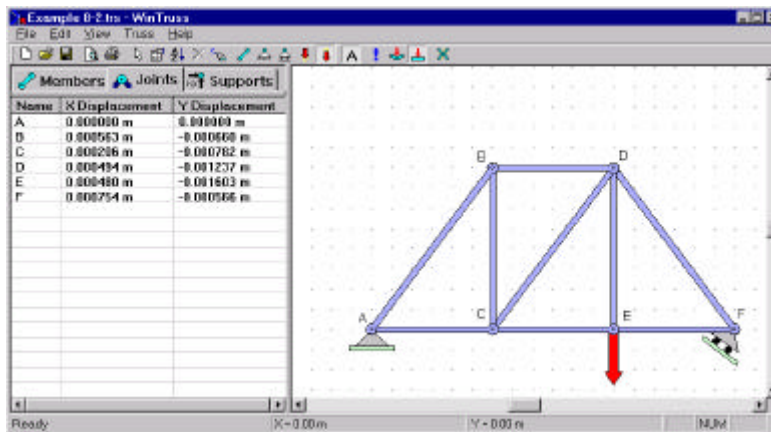 Example 8-2.trs - WinTruss
File Edit View Truss Help
A
Members Joints Supports
Name X Displacement Y Displacement
A 0.000000 m 0.000000 m
B 0.000563 m -0.000660 m
C 0.000206 m -0.000782 m
D 0.000494 m -0.001237 m
E 0.000480 m -0.001603 m
F 0.000754 m -0.000566 m
B D
A C E F
Ready X - 0.00 m Y - 0.00 m NUM